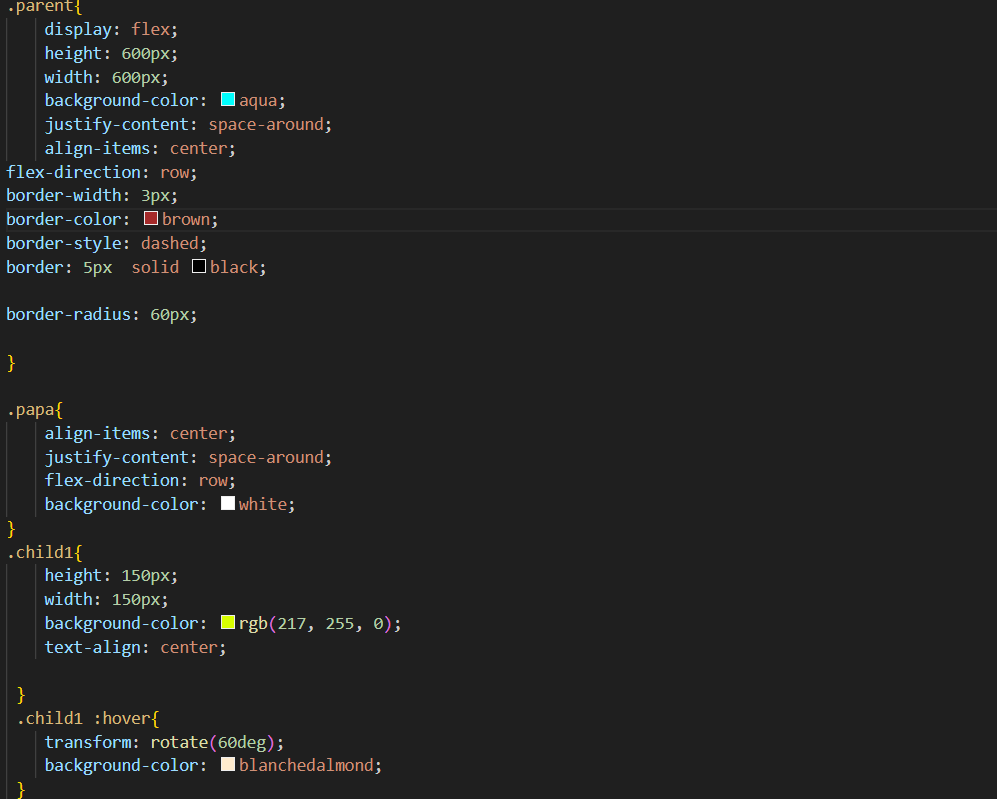 .parent{
    display: flex;
    height: 600px;
    width: 600px;
    background-color: aqua;
    justify-content: space-around;
    align-items: center;
flex-direction: row;
border-width: 3px;
border-color: brown;
border-style: dashed;
border: 5px  solid black;

border-radius: 60px;

}

.papa{
    align-items: center;
    justify-content: space-around;
    flex-direction: row;
    background-color: white;
}
.child1{
    height: 150px;
    width: 150px;
    background-color: rgb(217, 255, 0);
    text-align: center;

 }
 .child1 :hover{
    transform: rotate(60deg);
    background-color: blanchedalmond;
 }